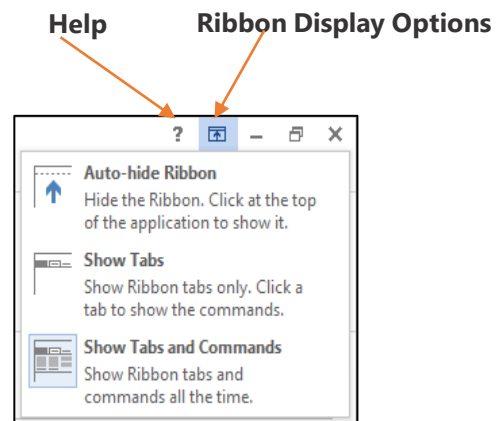 Help Ribbon Display Options
?
Auto-hide Ribbon
Hide the Ribbon. Click at the top
of the application to show it.
Show Tabs
Show Ribbon tabs only. Click a
tab to show the commands.
Show Tabs and Commands
Show Ribbon tabs and
commands all the time.